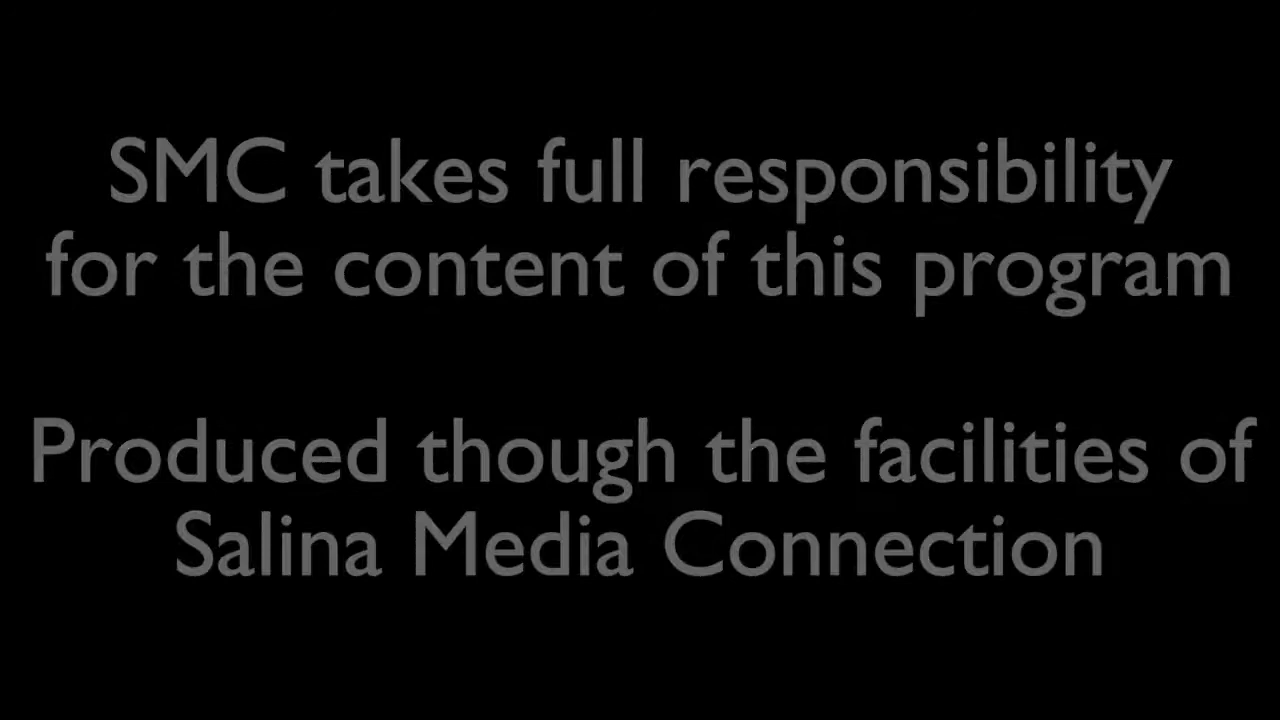 SMC takes full responsibility
for the content of this program
Produced though the facilities of
Salina Media Connection